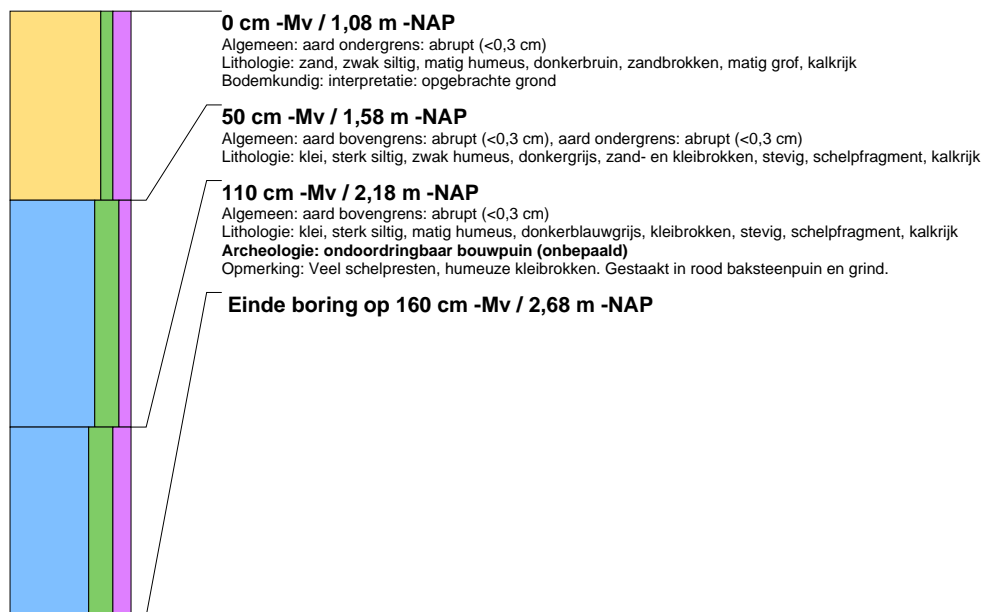 0 cm -Mv / 1,08 m -NAP
Algemeen: aard ondergrens: abrupt (<0,3 cm)
Lithologie: zand, zwak siltig, matig humeus, donkerbruin, zandbrokken, matig grof, kalkrijk
Bodemkundig: interpretatie: opgebrachte grond
50 cm -Mv / 1,58 m -NAP
Algemeen: aard bovengrens: abrupt (<0,3 cm), aard ondergrens: abrupt (<0,3 cm)
Lithologie: klei, sterk siltig, zwak humeus, donkergrijs, zand- en kleibrokken, stevig, schelpfragment, kalkrijk
110 cm -Mv / 2,18 m -NAP
Algemeen: aard bovengrens: abrupt (<0,3 cm)
Lithologie: klei, sterk siltig, matig humeus, donkerblauwgrijs, kleibrokken, stevig, schelpfragment, kalkrijk
Archeologie: ondoordringbaar bouwpuin (onbepaald)
Opmerking: Veel schelpresten, humeuze kleibrokken. Gestaakt in rood baksteenpuin en grind.
Einde boring op 160 cm -Mv / 2,68 m -NAP